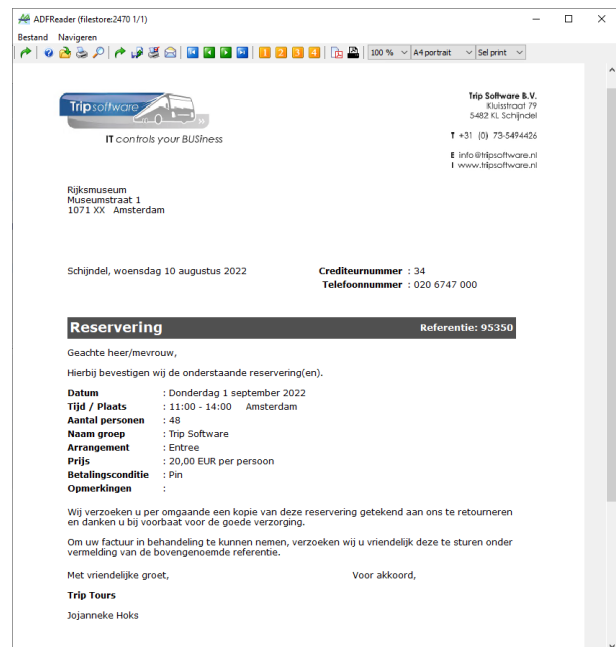 ADFReader (filestore:2470 1/1)
Bestand Navigeren
1 2 3 4 100 % A4 portrait Sel print
Tripsoftware
IT controls your BUSiness
Trip Software B.V.
Kluisstraat 79
5482 KL Schijndel
T +31 (0) 73-5494426
E info@tripsoftware.nl
I www.tripsoftware.nl
Rijksmuseum
Museumstraat 1
1071 XX Amsterdam
Schijndel, woensdag 10 augustus 2022
Crediteurnummer : 34
Telefoonnummer : 020 6747 000
Reservering Referentie: 95350
Geachte heer/mevrouw,
Hierbij bevestigen wij de onderstaande reservering(en).
Datum : Donderdag 1 september 2022
Tijd / Plaats : 11:00 - 14:00 Amsterdam
Aantal personen : 48
Naam groep : Trip Software
Arrangement : Entree
Prijs : 20,00 EUR per persoon
Betalingsconditie : Pin
Opmerkingen :
Wij verzoeken u per omgaande een kopie van deze reservering getekend aan ons te retourneren
en danken u bij voorbaat voor de goede verzorging.
Om uw factuur in behandeling te kunnen nemen, verzoeken wij u vriendelijk deze te sturen onder
vermelding van de bovengenoemde referentie.
Met vriendelijke groet, Voor akkoord,
Trip Tours
Jojanneke Hoks